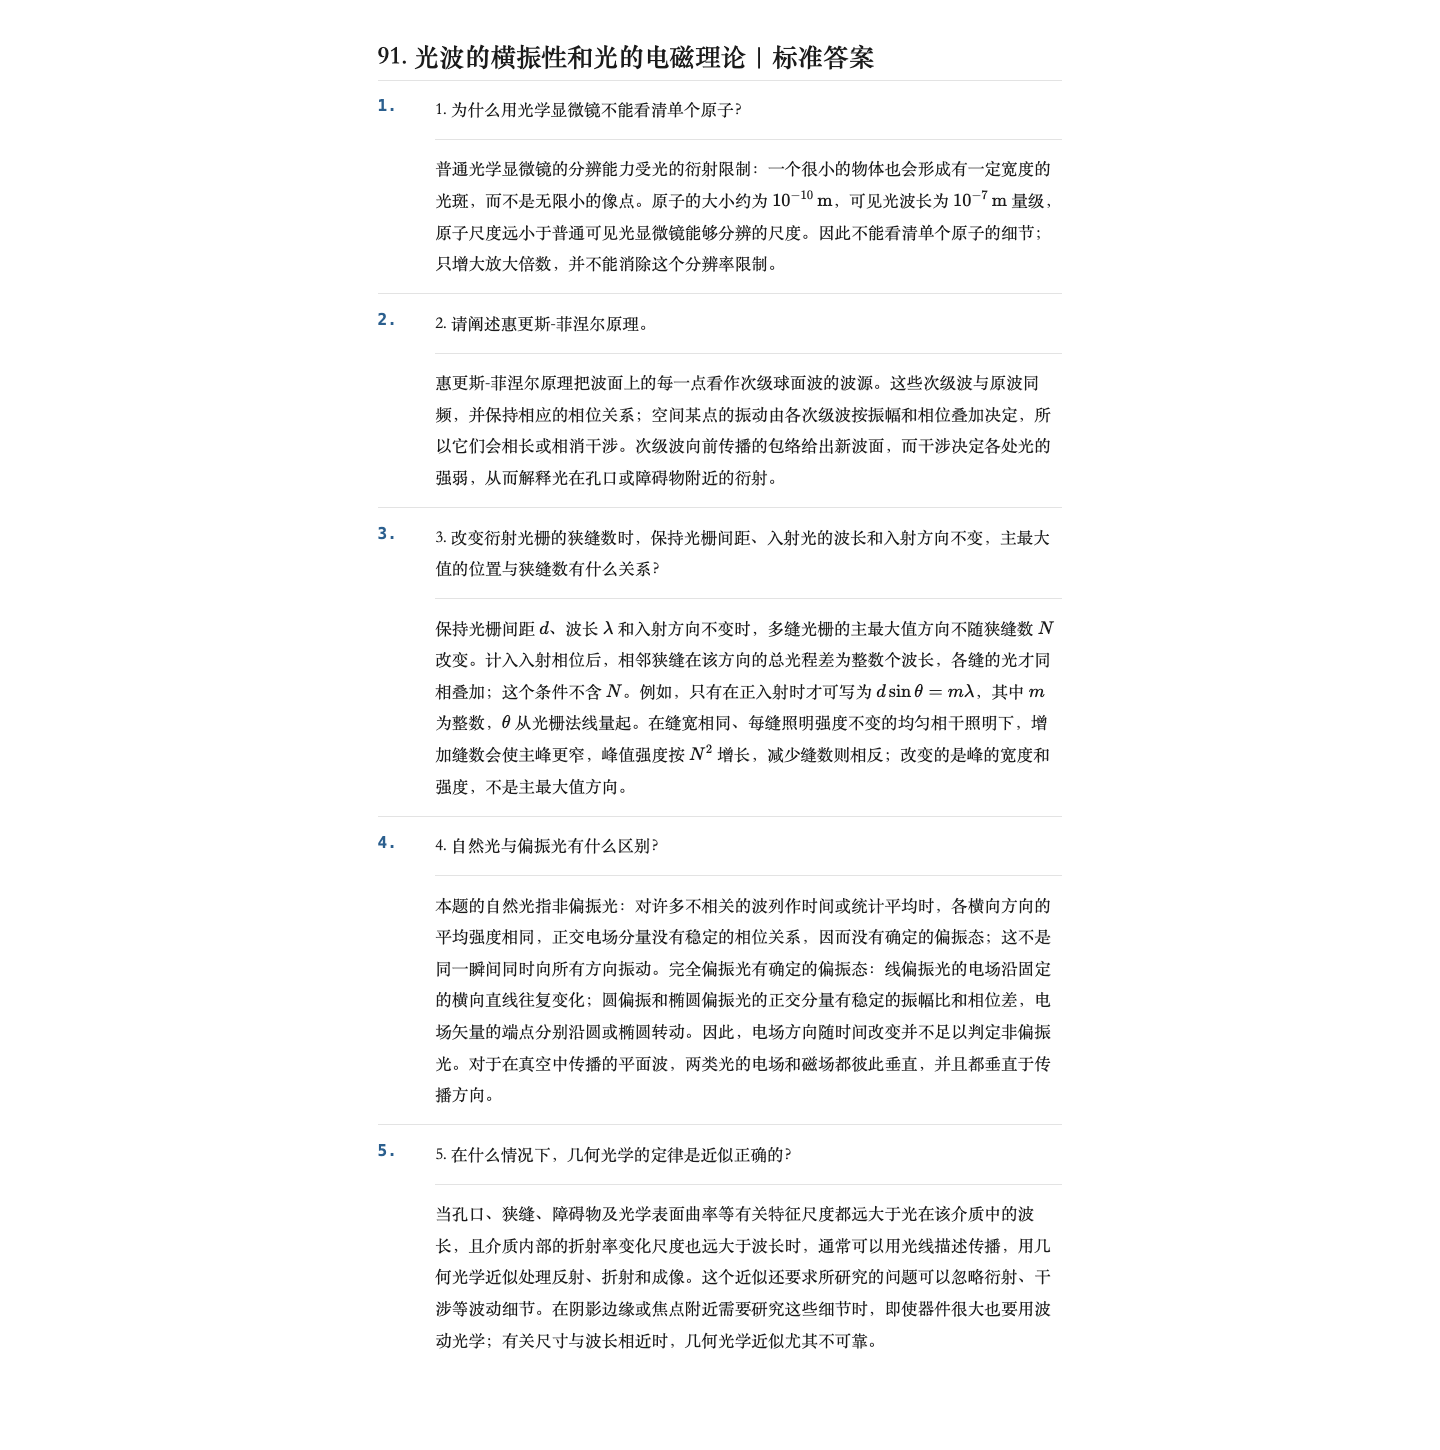 91. 光波的横振性和光的电磁理论 | 标准答案
1. 1. 为什么用光学显微镜不能看清单个原子?
普通光学显微镜的分辨能力受光的衍射限制：一个很小的物体也会形成有一定宽度的
光斑，而不是无限小的像点。原子的大小约为 10⁻¹⁰ m，可见光波长为 10⁻⁷ m 量级，
原子尺度远小于普通可见光显微镜能够分辨的尺度。因此不能看清单个原子的细节；
只增大放大倍数，并不能消除这个分辨率限制。
2. 2. 请阐述惠更斯-菲涅尔原理。
惠更斯-菲涅尔原理把波面上的每一点看作次级球面波的波源。这些次级波与原波同
频，并保持相应的相位关系；空间某点的振动由各次级波按振幅和相位叠加决定，所
以它们会相长或相消干涉。次级波向前传播的包络给出新波面，而干涉决定各处光的
强弱，从而解释光在孔口或障碍物附近的衍射。
3. 3. 改变衍射光栅的狭缝数时，保持光栅间距、入射光的波长和入射方向不变，主最大
值的位置与狭缝数有什么关系?
保持光栅间距 d、波长 λ 和入射方向不变时，多缝光栅的主最大值方向不随狭缝数 N
改变。计入入射相位后，相邻狭缝在该方向的总光程差为整数个波长，各缝的光才同
相叠加；这个条件不含 N。例如，只有在正入射时才可写为 d sin θ = mλ，其中 m
为整数，θ 从光栅法线量起。在缝宽相同、每缝照明强度不变的均匀相干照明下，增
加缝数会使主峰更窄，峰值强度按 N² 增长，减少缝数则相反；改变的是峰的宽度和
强度，不是主最大值方向。
4. 4. 自然光与偏振光有什么区别?
本题的自然光指非偏振光：对许多不相关的波列作时间或统计平均时，各横向方向的
平均强度相同，正交电场分量没有稳定的相位关系，因而没有确定的偏振态；这不是
同一瞬间同时向所有方向振动。完全偏振光有确定的偏振态：线偏振光的电场沿固定
的横向直线往复变化；圆偏振和椭圆偏振光的正交分量有稳定的振幅比和相位差，电
场矢量的端点分别沿圆或椭圆转动。因此，电场方向随时间改变并不足以判定非偏振
光。对于在真空中传播的平面波，两类光的电场和磁场都彼此垂直，并且都垂直于传
播方向。
5. 5. 在什么情况下，几何光学的定律是近似正确的?
当孔口、狭缝、障碍物及光学表面曲率等有关特征尺度都远大于光在该介质中的波
长，且介质内部的折射率变化尺度也远大于波长时，通常可以用光线描述传播，用几
何光学近似处理反射、折射和成像。这个近似还要求所研究的问题可以忽略衍射、干
涉等波动细节。在阴影边缘或焦点附近需要研究这些细节时，即使器件很大也要用波
动光学；有关尺寸与波长相近时，几何光学近似尤其不可靠。